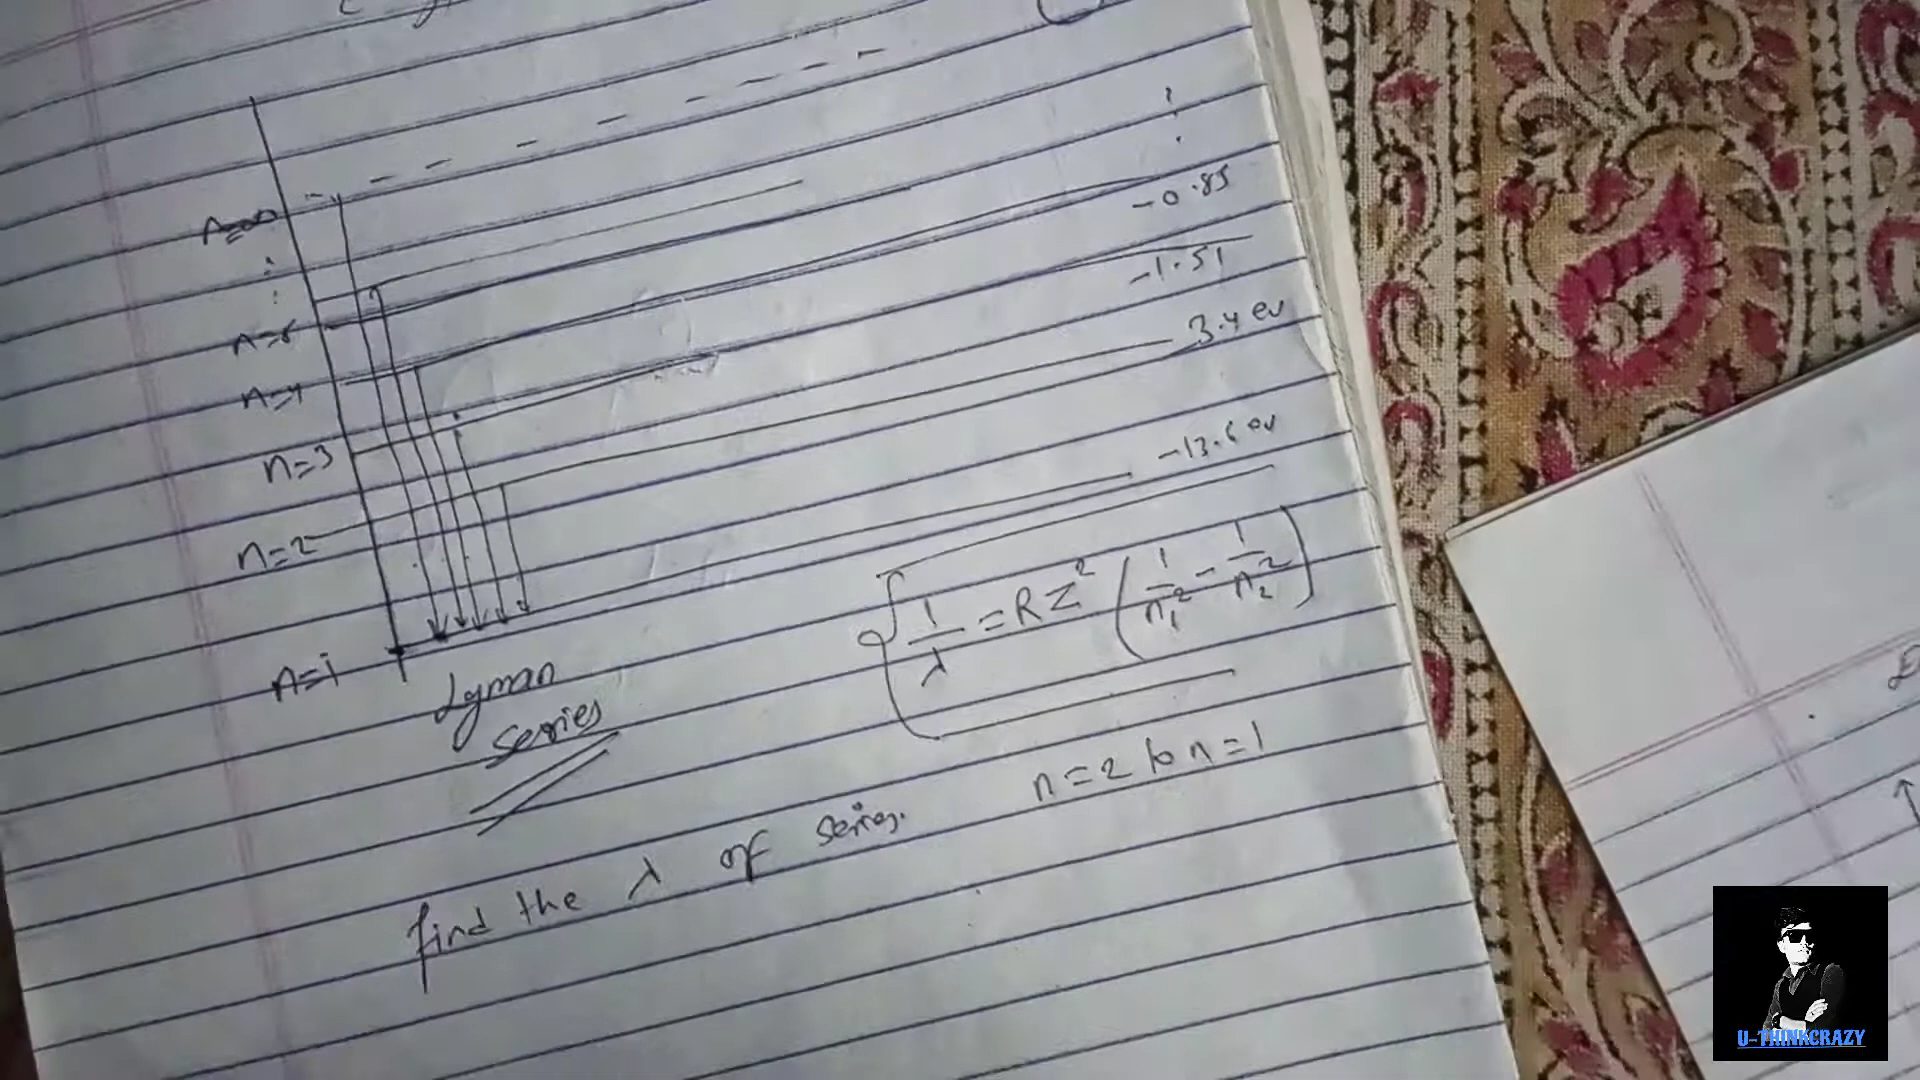 n=∞
-0.85
-1.51
n=4
3.4 ev
n=3
-13.6 ev
n=2
n=1
Lyman
series
1/λ = RZ² (1/n₁² - 1/n₂²)
n=2 to n=1
find the λ of series.
U-THINKCRAZY